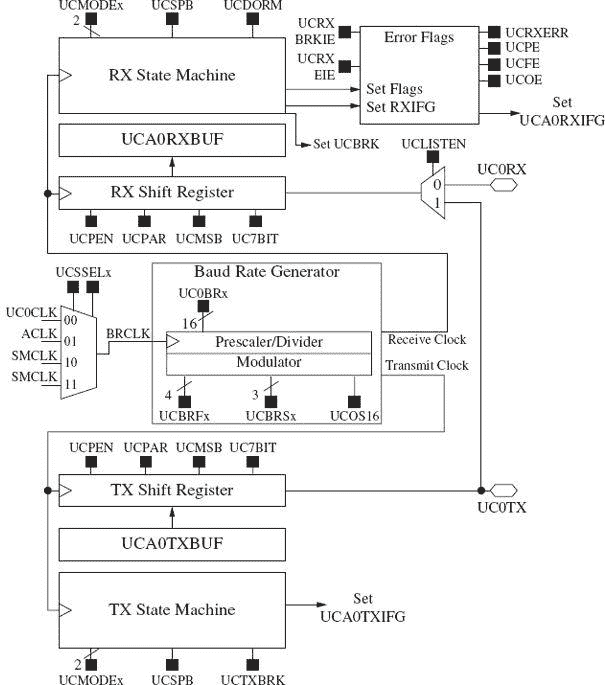 UCMODEx UCSPB UCDORM
2
UCRX
BRKIE
UCRX
EIE
Error Flags
UCRXERR
UCPE
UCFE
UCOE
RX State Machine
Set Flags
Set RXIFG
Set
UCA0RXIFG
UCA0RXBUF
Set UCBRK
UCLISTEN
RX Shift Register
0
1
UC0RX
UCPEN UCPAR UCMSB UC7BIT
UCSSELx
Baud Rate Generator
UC0BRx
16
UC0CLK 00
ACLK 01
SMCLK 10
SMCLK 11
BRCLK
Prescaler/Divider
Modulator
Receive Clock
Transmit Clock
4 3
UCBRFx UCBRSx UCOS16
UCPEN UCPAR UCMSB UC7BIT
TX Shift Register
UC0TX
UCA0TXBUF
TX State Machine
Set
UCA0TXIFG
2
UCMODEx UCSPB UCTXBRK